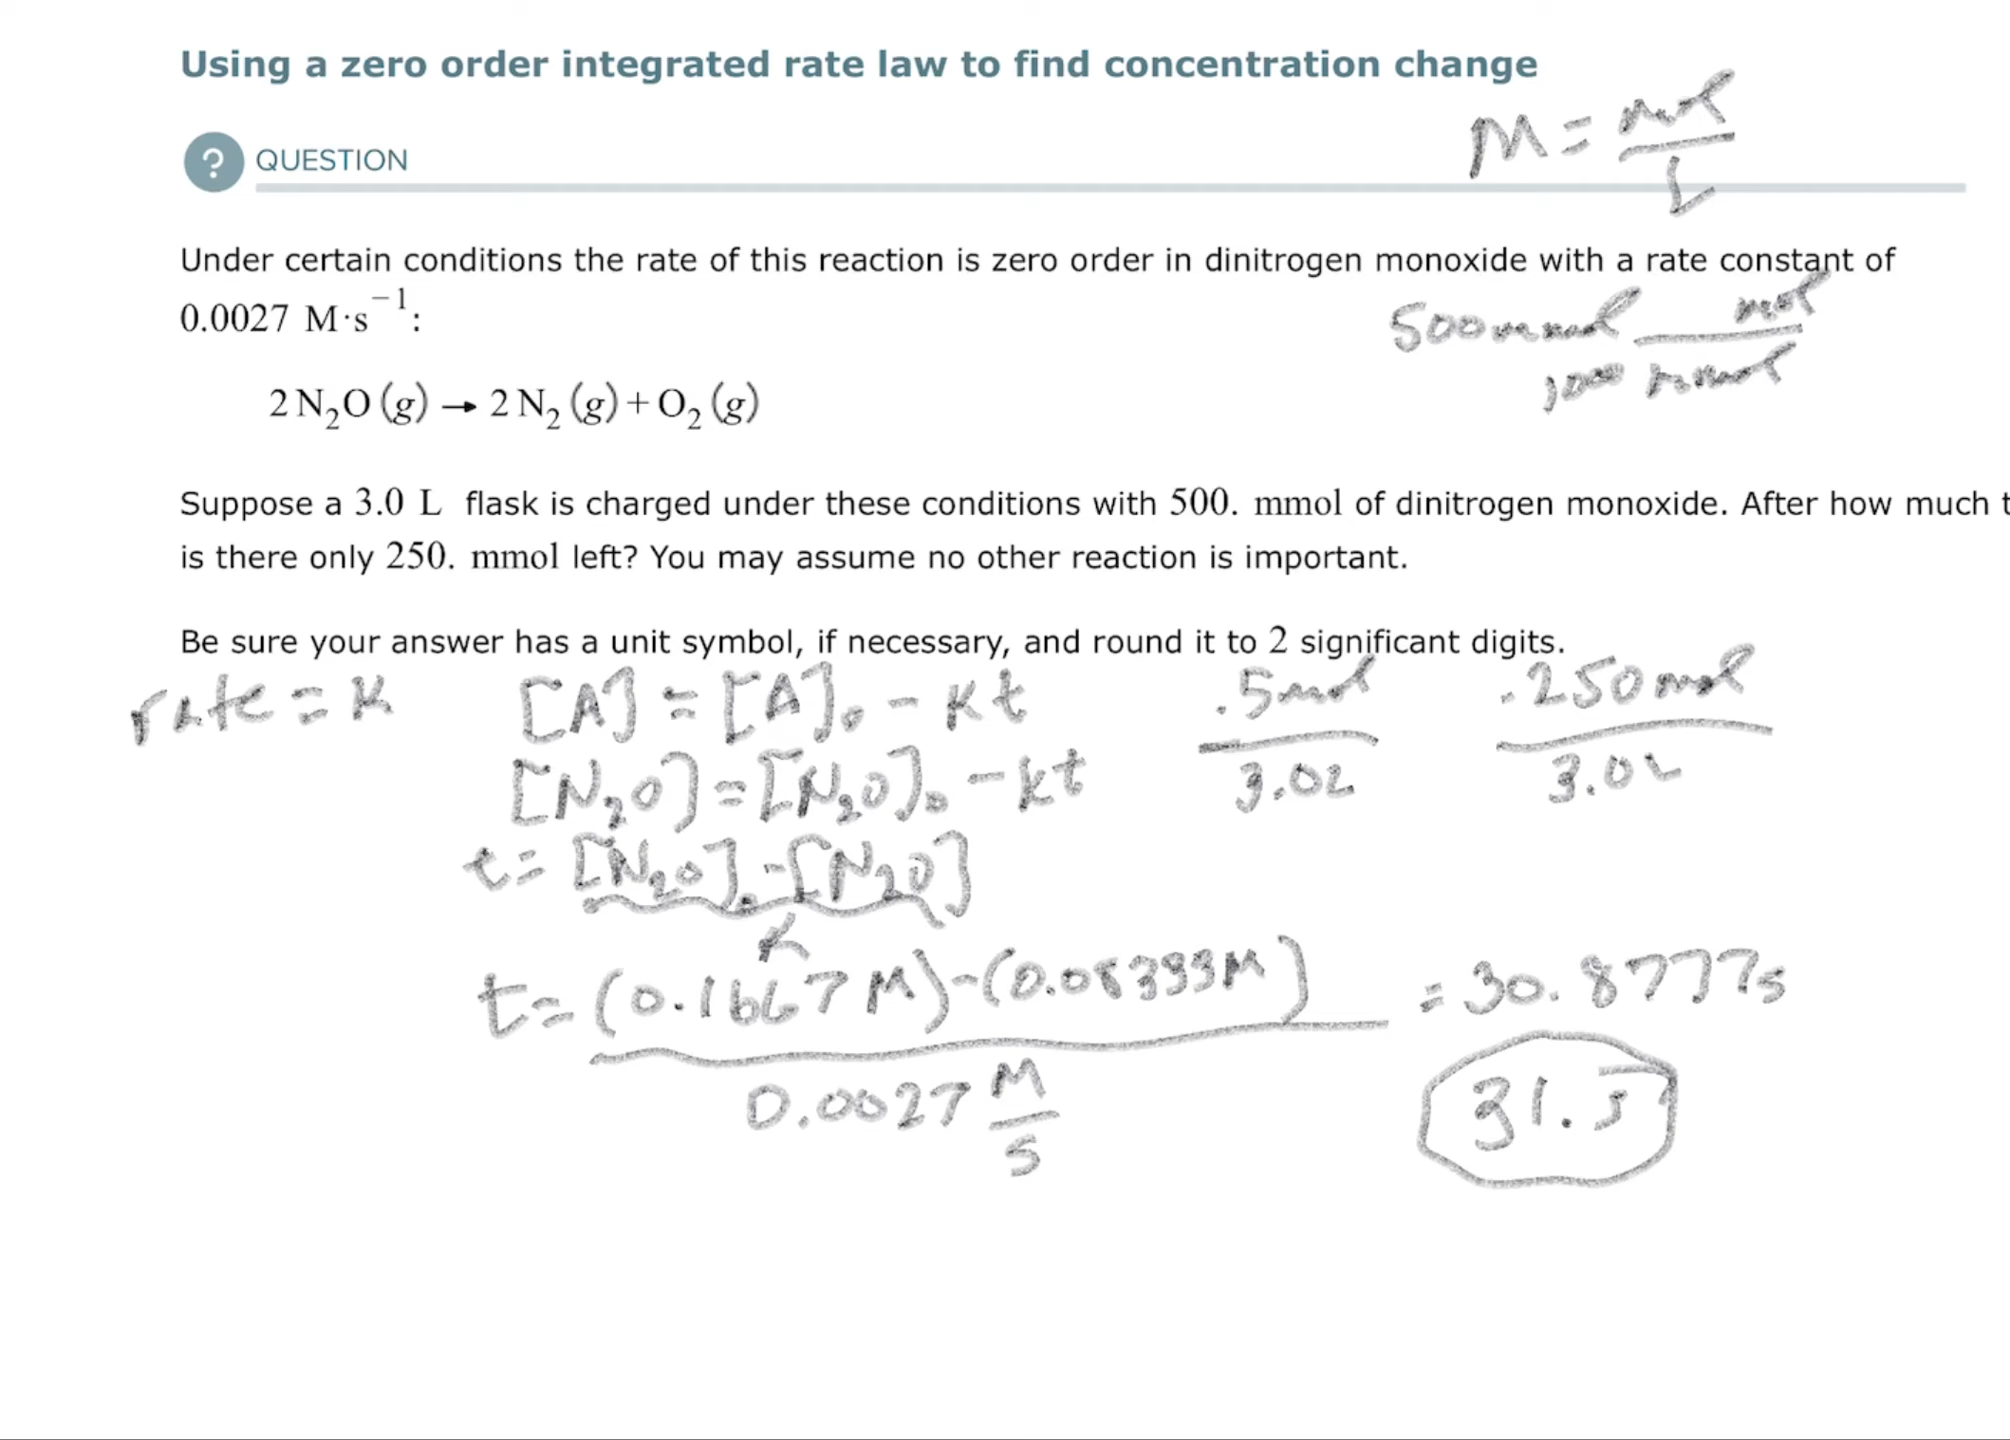 Using a zero order integrated rate law to find concentration change
M = mol / L
? QUESTION
Under certain conditions the rate of this reaction is zero order in dinitrogen monoxide with a rate constant of
0.0027 M·s⁻¹:
500 mmol mol / 1000 mmol
2 N₂O (g) → 2 N₂ (g) + O₂ (g)
Suppose a 3.0 L flask is charged under these conditions with 500. mmol of dinitrogen monoxide. After how much t
is there only 250. mmol left? You may assume no other reaction is important.
Be sure your answer has a unit symbol, if necessary, and round it to 2 significant digits.
rate = k
[A] = [A]₀ - kt
.5 mol / 3.0L
.250 mol / 3.0L
[N₂O] = [N₂O]₀ - kt
t = [N₂O]₀ - [N₂O] / k
t = (0.1667 M) - (0.08333M) / 0.0027 M/s = 30.8777s
31. s